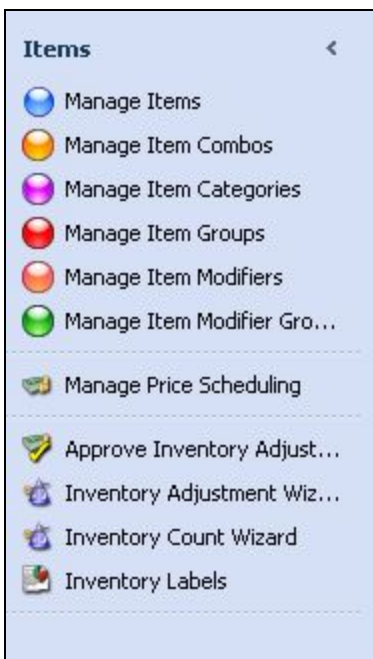 Items
Manage Items
Manage Item Combos
Manage Item Categories
Manage Item Groups
Manage Item Modifiers
Manage Item Modifier Gro...
Manage Price Scheduling
Approve Inventory Adjust...
Inventory Adjustment Wiz...
Inventory Count Wizard
Inventory Labels